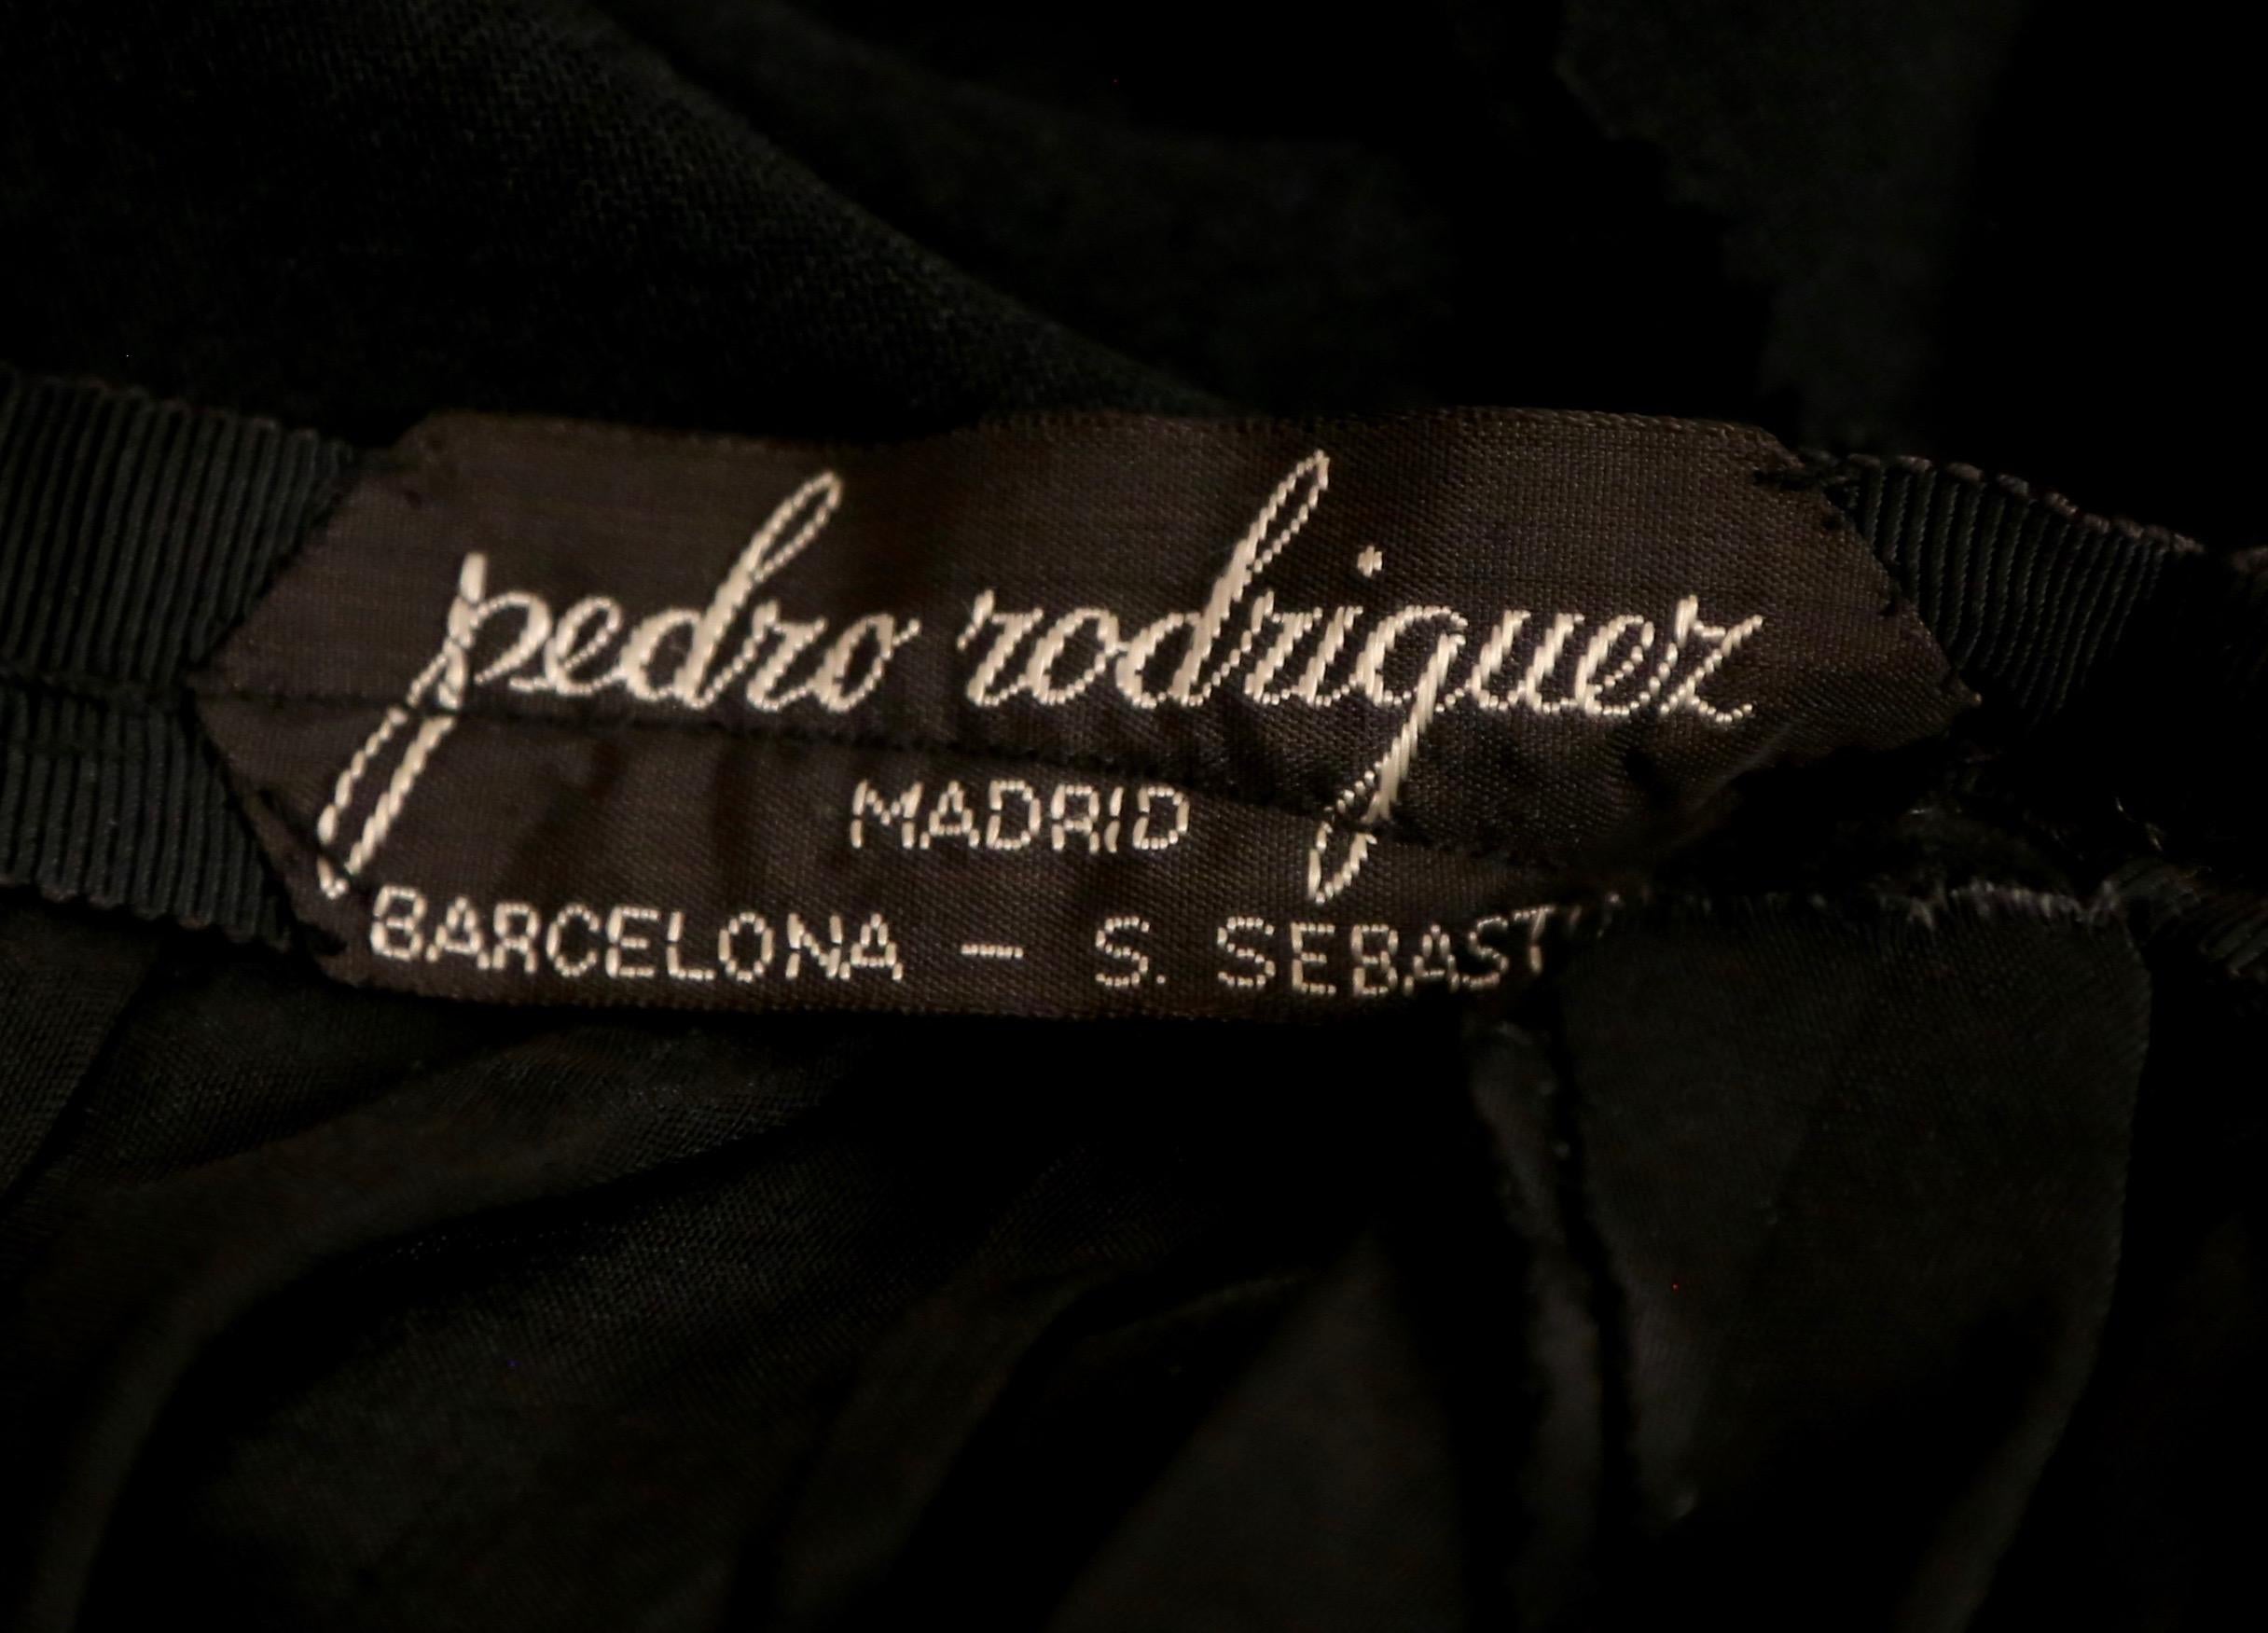 pedro rodriguez
MADRID
BARCELONA — S. SEBAST